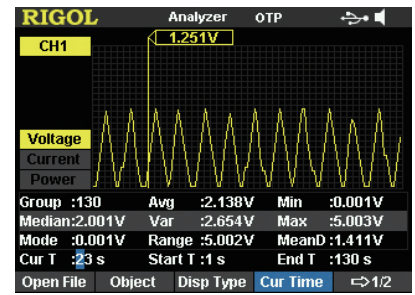 RIGOL Analyzer OTP
CH1 1.251V
Voltage
Current
Power
Group :130 Avg :2.138V Min :0.001V
Median:2.001V Var :2.654V Max :5.003V
Mode :0.001V Range :5.002V MeanD :1.411V
Cur T :23 s Start T :1 s End T :130 s
Open File Object Disp Type Cur Time ⇨1/2